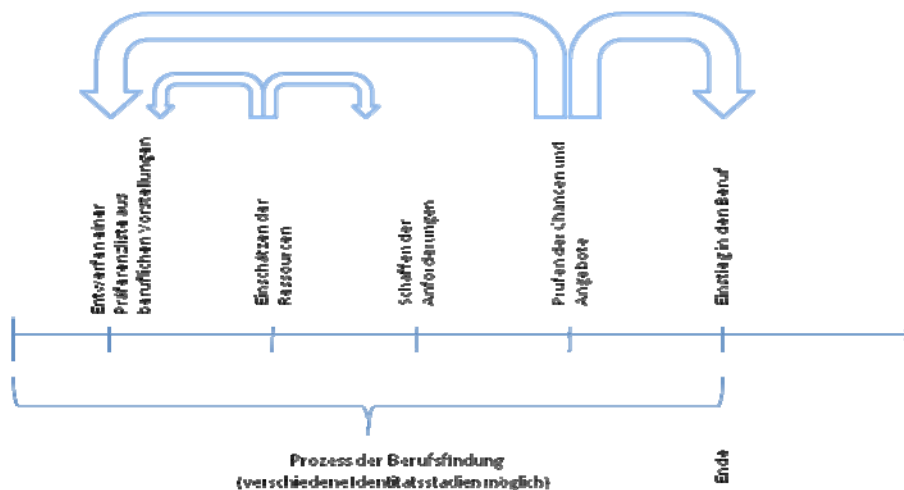 Entwerfen einer
Präferenzliste aus
beruflichen Vorstellungen
Einschätzen der
Ressourcen
Schaffen der
Anforderungen
Prüfen der Chancen und
Angebote
Einstieg in den Beruf
Prozess der Berufsfindung
(verschiedene Identitätsstadien möglich)
Ende